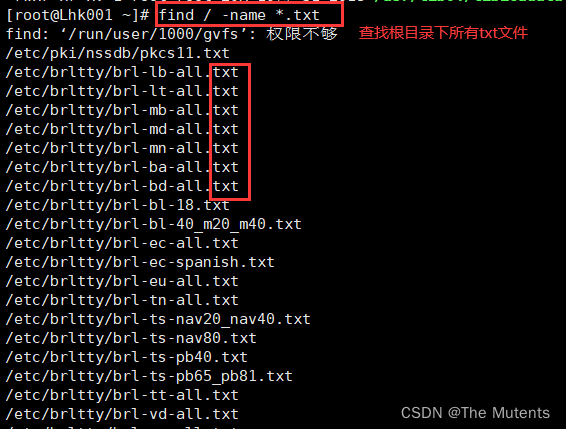 [root@Lhk001 ~]# find / -name *.txt
find: ‘/run/user/1000/gvfs’: 权限不够 查找根目录下所有txt文件
/etc/pki/nssdb/pkcs11.txt
/etc/brltty/brl-lb-all.txt
/etc/brltty/brl-lt-all.txt
/etc/brltty/brl-mb-all.txt
/etc/brltty/brl-md-all.txt
/etc/brltty/brl-mn-all.txt
/etc/brltty/brl-ba-all.txt
/etc/brltty/brl-bd-all.txt
/etc/brltty/brl-bl-18.txt
/etc/brltty/brl-bl-40_m20_m40.txt
/etc/brltty/brl-ec-all.txt
/etc/brltty/brl-ec-spanish.txt
/etc/brltty/brl-eu-all.txt
/etc/brltty/brl-tn-all.txt
/etc/brltty/brl-ts-nav20_nav40.txt
/etc/brltty/brl-ts-nav80.txt
/etc/brltty/brl-ts-pb40.txt
/etc/brltty/brl-ts-pb65_pb81.txt
/etc/brltty/brl-tt-all.txt
/etc/brltty/brl-vd-all.txt
CSDN @The Mutents